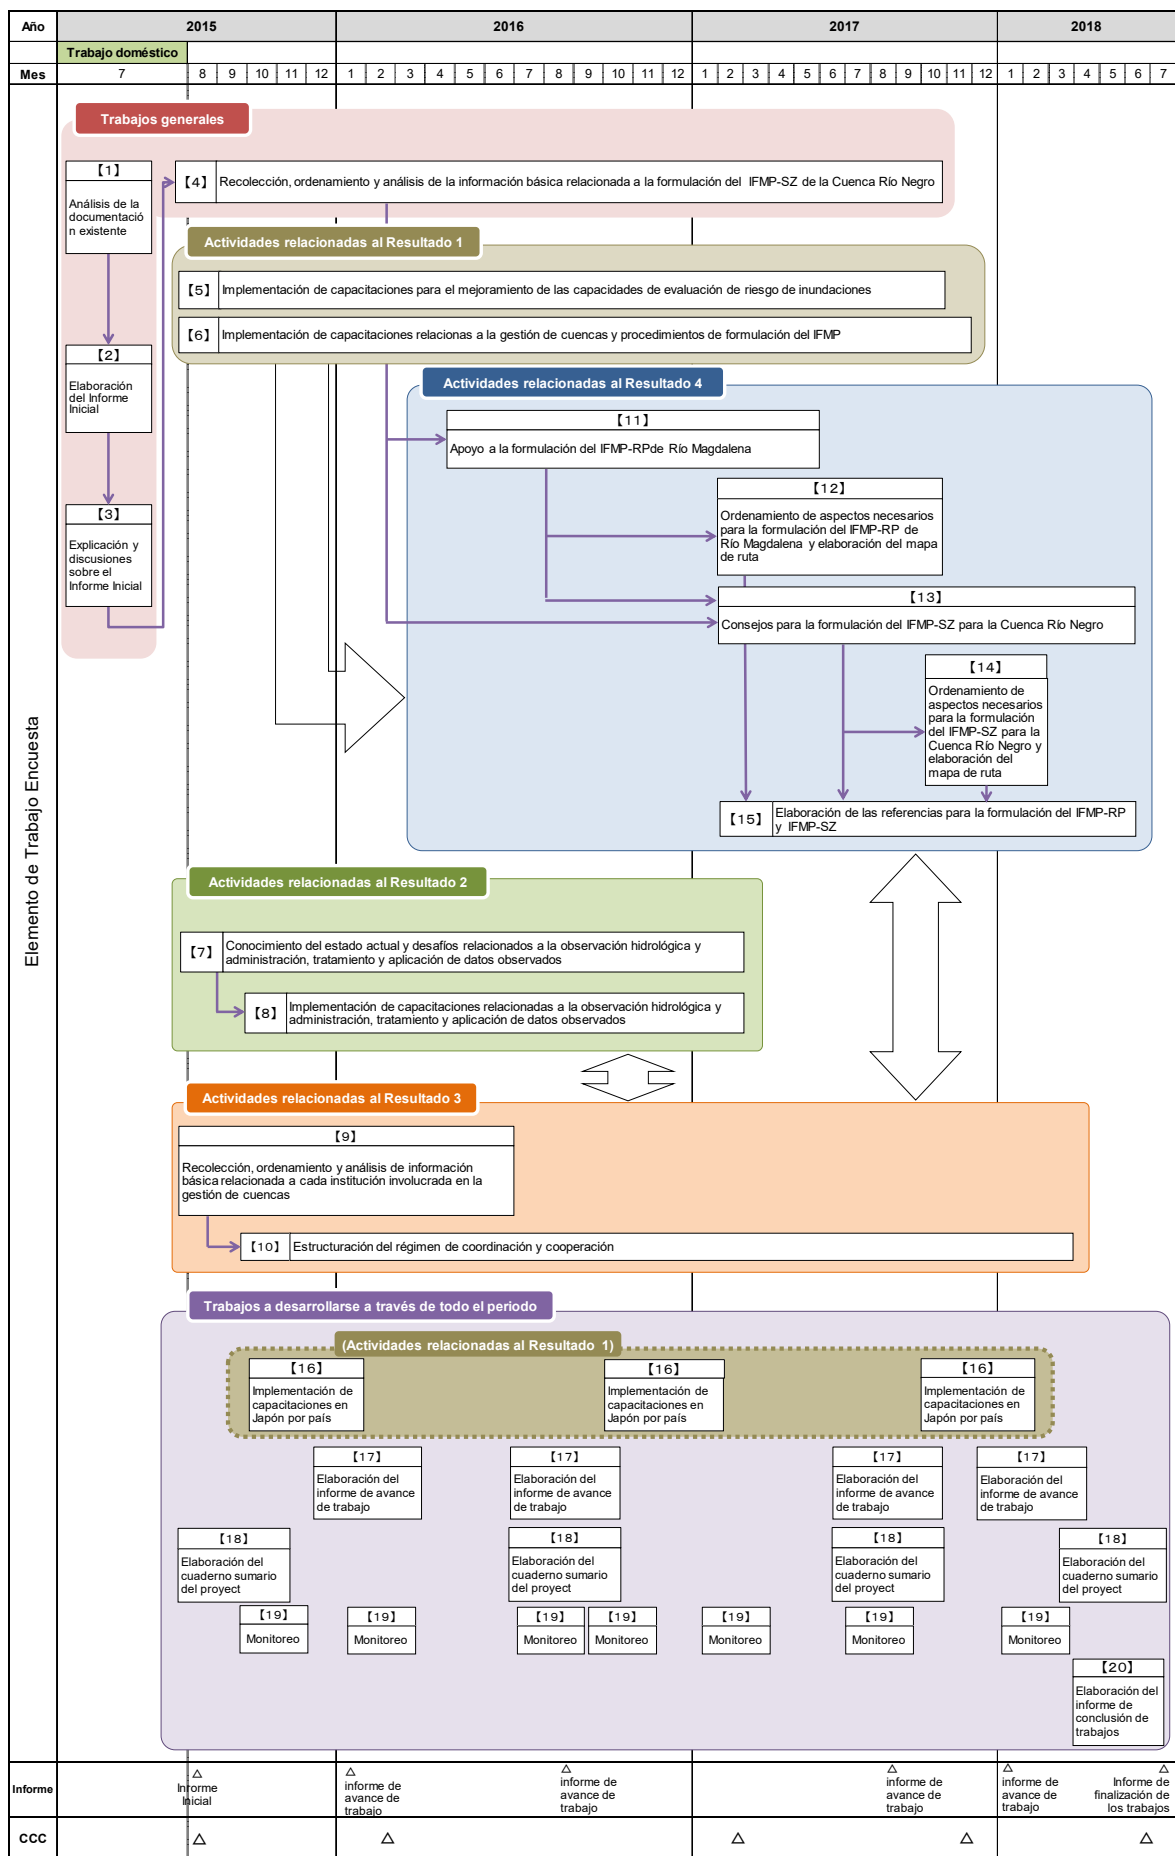 Año 2015 2016 2017 2018
Trabajo doméstico
Mes 7 8 9 10 11 12 1 2 3 4 5 6 7 8 9 10 11 12 1 2 3 4 5 6 7 8 9 10 11 12 1 2 3 4 5 6 7
Elemento de Trabajo Encuesta
Trabajos generales
【1】
Análisis de la
documentació
n existente
【2】
Elaboración
del Informe
Inicial
【3】
Explicación y
discusiones
sobre el
Informe Inicial
【4】 Recolección, ordenamiento y análisis de la información básica relacionada a la formulación del IFMP-SZ de la Cuenca Río Negro
Actividades relacionadas al Resultado 1
【5】 Implementación de capacitaciones para el mejoramiento de las capacidades de evaluación de riesgo de inundaciones
【6】 Implementación de capacitaciones relacionas a la gestión de cuencas y procedimientos de formulación del IFMP
Actividades relacionadas al Resultado 4
【11】
Apoyo a la formulación del IFMP-RPde Río Magdalena
【12】
Ordenamiento de aspectos necesarios
para la formulación del IFMP-RP de
Río Magdalena y elaboración del mapa
de ruta
【13】
Consejos para la formulación del IFMP-SZ para la Cuenca Río Negro
【14】
Ordenamiento de
aspectos necesarios
para la formulación
del IFMP-SZ para la
Cuenca Río Negro y
elaboración del
mapa de ruta
【15】 Elaboración de las referencias para la formulación del IFMP-RP
y IFMP-SZ
Actividades relacionadas al Resultado 2
【7】 Conocimiento del estado actual y desafíos relacionados a la observación hidrológica y
administración, tratamiento y aplicación de datos observados
【8】 Implementación de capacitaciones relacionadas a la observación hidrológica y
administración, tratamiento y aplicación de datos observados
Actividades relacionadas al Resultado 3
【9】
Recolección, ordenamiento y análisis de información
básica relacionada a cada institución involucrada en la
gestión de cuencas
【10】 Estructuración del régimen de coordinación y cooperación
Trabajos a desarrollarse a través de todo el periodo
(Actividades relacionadas al Resultado 1)
【16】
Implementación de
capacitaciones en
Japón por país
【16】
Implementación de
capacitaciones en
Japón por país
【16】
Implementación de
capacitaciones en
Japón por país
【17】
Elaboración del
informe de avance
de trabajo
【17】
Elaboración del
informe de avance
de trabajo
【17】
Elaboración del
informe de avance
de trabajo
【17】
Elaboración del
informe de avance
de trabajo
【18】
Elaboración del
cuaderno sumario
del proyect
【18】
Elaboración del
cuaderno sumario
del proyect
【18】
Elaboración del
cuaderno sumario
del proyect
【18】
Elaboración del
cuaderno sumario
del proyect
【19】
Monitoreo
【19】
Monitoreo
【19】
Monitoreo
【19】
Monitoreo
【19】
Monitoreo
【19】
Monitoreo
【19】
Monitoreo
【20】
Elaboración del
informe de
conclusión de
trabajos
Informe
△
Informe
Inicial
△
informe de
avance de
trabajo
△
informe de
avance de
trabajo
△
informe de
avance de
trabajo
△
informe de
avance de
trabajo
△
Informe de
finalización de
los trabajos
CCC △ △ △ △ △